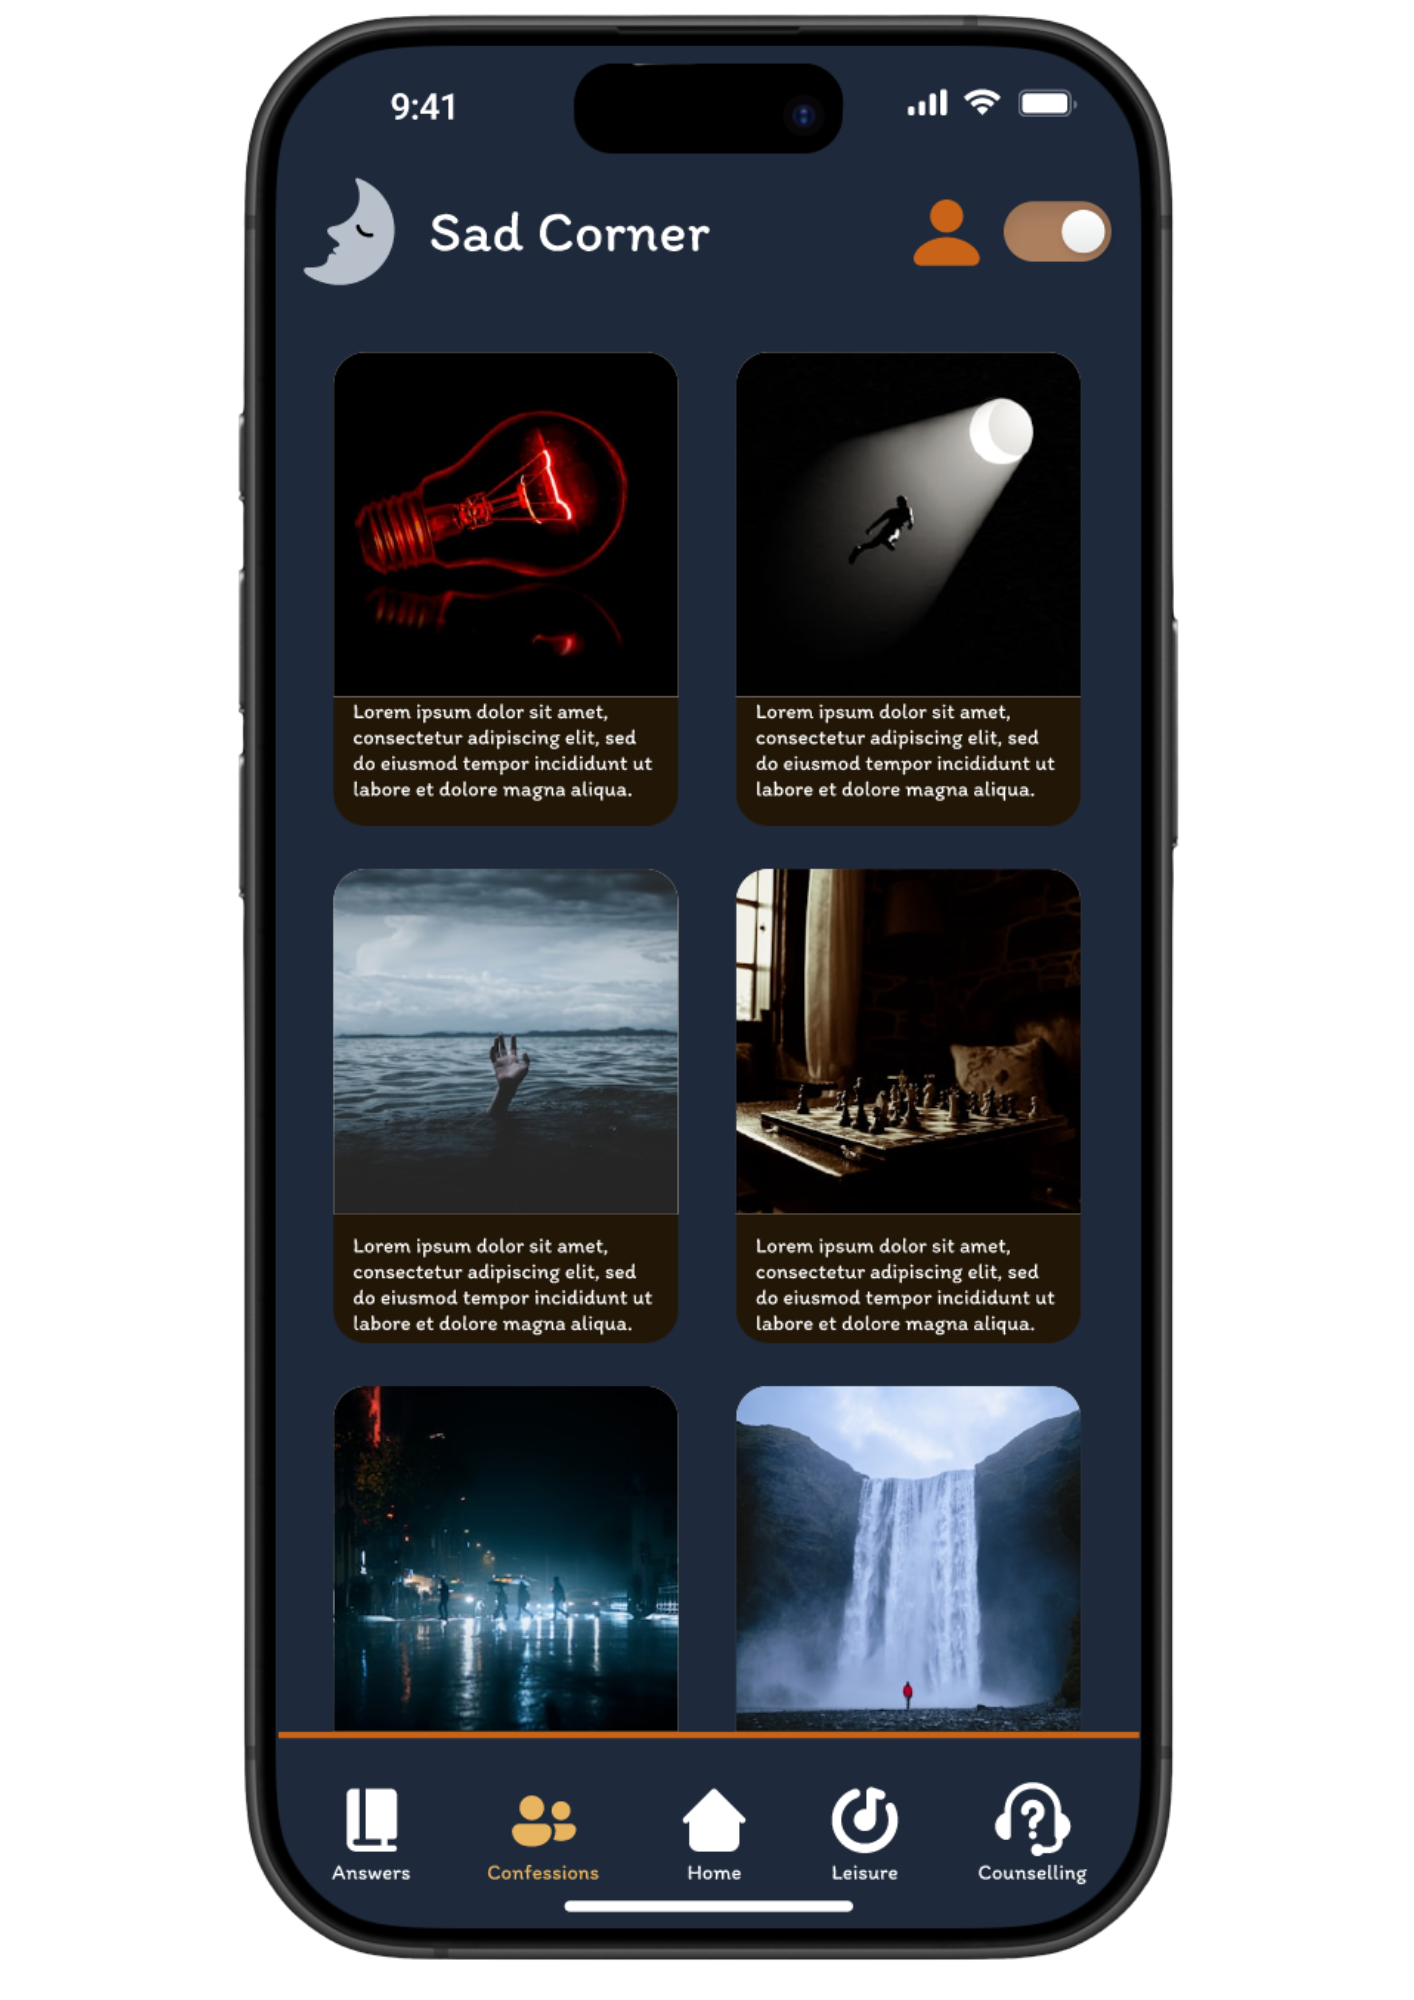 9:41
Sad Corner
Lorem ipsum dolor sit amet,
consectetur adipiscing elit, sed
do eiusmod tempor incididunt ut
labore et dolore magna aliqua.
Lorem ipsum dolor sit amet,
consectetur adipiscing elit, sed
do eiusmod tempor incididunt ut
labore et dolore magna aliqua.
Lorem ipsum dolor sit amet,
consectetur adipiscing elit, sed
do eiusmod tempor incididunt ut
labore et dolore magna aliqua.
Lorem ipsum dolor sit amet,
consectetur adipiscing elit, sed
do eiusmod tempor incididunt ut
labore et dolore magna aliqua.
Answers
Confessions
Home
Leisure
Counselling